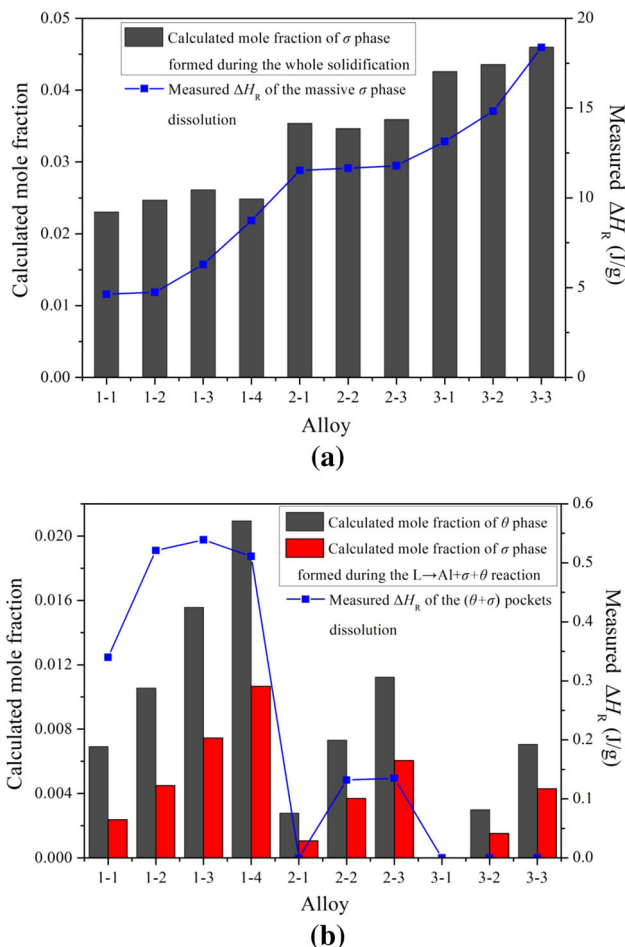 0.05
0.04
0.03
0.02
0.01
0.00
Calculated mole fraction
Calculated mole fraction of σ phase
formed during the whole solidification
Measured ΔH_R of the massive σ phase
dissolution
20
15
10
5
0
Measured ΔH_R (J/g)
1-1 1-2 1-3 1-4 2-1 2-2 2-3 3-1 3-2 3-3
Alloy
(a)
0.020
0.016
0.012
0.008
0.004
0.000
Calculated mole fraction
Calculated mole fraction of θ phase
Calculated mole fraction of σ phase
formed during the L→Al+σ+θ reaction
Measured ΔH_R of the (θ+σ) pockets
dissolution
0.6
0.5
0.4
0.3
0.2
0.1
0.0
Measured ΔH_R (J/g)
1-1 1-2 1-3 1-4 2-1 2-2 2-3 3-1 3-2 3-3
Alloy
(b)